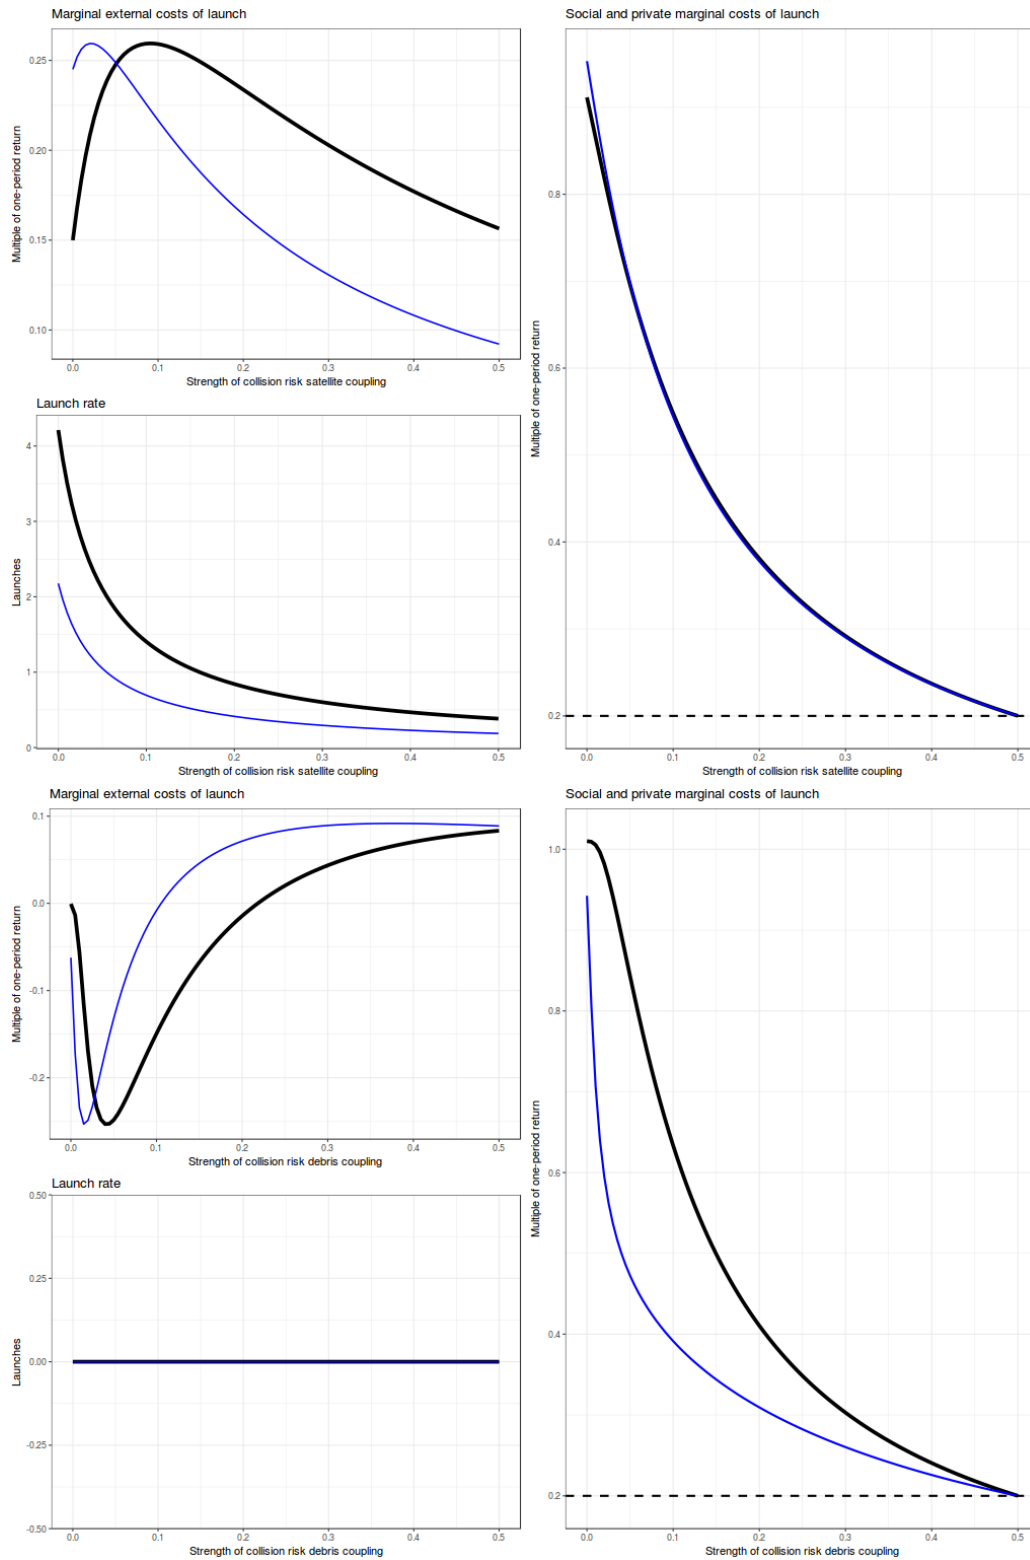 Marginal external costs of launch
Multiple of one-period return
0.25
0.20
0.15
0.10
0.0 0.1 0.2 0.3 0.4 0.5
Strength of collision risk satellite coupling
Launch rate
Launches
4
3
2
1
0
0.0 0.1 0.2 0.3 0.4 0.5
Strength of collision risk satellite coupling
Social and private marginal costs of launch
Multiple of one-period return
0.8
0.6
0.4
0.2
0.0 0.1 0.2 0.3 0.4 0.5
Strength of collision risk satellite coupling
Marginal external costs of launch
Multiple of one-period return
0.1
0.0
-0.1
-0.2
0.0 0.1 0.2 0.3 0.4 0.5
Strength of collision risk debris coupling
Launch rate
Launches
0.50
0.25
0.00
-0.25
-0.50
0.0 0.1 0.2 0.3 0.4 0.5
Strength of collision risk debris coupling
Social and private marginal costs of launch
Multiple of one-period return
1.0
0.8
0.6
0.4
0.2
0.0 0.1 0.2 0.3 0.4 0.5
Strength of collision risk debris coupling